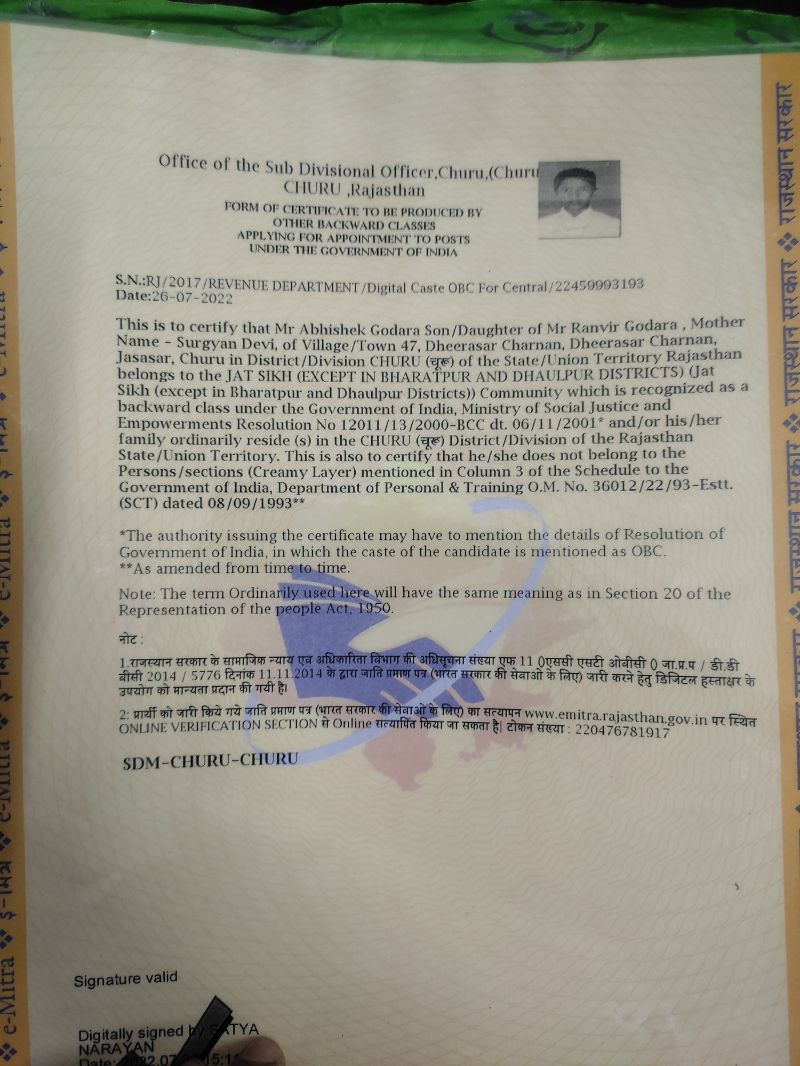 Office of the Sub Divisional Officer,Churu,(Churu
CHURU ,Rajasthan
FORM OF CERTIFICATE TO BE PRODUCED BY
OTHER BACKWARD CLASSES
APPLYING FOR APPOINTMENT TO POSTS
UNDER THE GOVERNMENT OF INDIA
S.N.:RJ/2017/REVENUE DEPARTMENT/Digital Caste OBC For Central/22459993193
Date:26-07-2022
This is to certify that Mr Abhishek Godara Son/Daughter of Mr Ranvir Godara , Mother
Name - Surgyan Devi, of Village/Town 47, Dheerasar Charnan, Dheerasar Charnan,
Jasasar, Churu in District/Division CHURU (चूरू) of the State/Union Territory Rajasthan
belongs to the JAT SIKH (EXCEPT IN BHARATPUR AND DHAULPUR DISTRICTS) (Jat
Sikh (except in Bharatpur and Dhaulpur Districts)) Community which is recognized as a
backward class under the Government of India, Ministry of Social Justice and
Empowerments Resolution No 12011/13/2000-BCC dt. 06/11/2001* and/or his/her
family ordinarily reside (s) in the CHURU (चूरू) District/Division of the Rajasthan
State/Union Territory. This is also to certify that he/she does not belong to the
Persons/sections (Creamy Layer) mentioned in Column 3 of the Schedule to the
Government of India, Department of Personal & Training O.M. No. 36012/22/93-Estt.
(SCT) dated 08/09/1993**
*The authority issuing the certificate may have to mention the details of Resolution of
Government of India, in which the caste of the candidate is mentioned as OBC.
**As amended from time to time.
Note: The term Ordinarily used here will have the same meaning as in Section 20 of the
Representation of the people Act, 1950.
नोट :
1.राजस्थान सरकार के सामाजिक न्याय एवं अधिकारिता विभाग की अधिसूचना संख्या एफ 11 ()एससी एसटी ओबीसी () जा.प्र.प / डी.डी
बीसी 2014 / 5776 दिनांक 11.11.2014 के द्वारा जाति प्रमाण पत्र (भारत सरकार की सेवाओं के लिए) जारी करने हेतु डिजिटल हस्ताक्षर के
उपयोग को मान्यता प्रदान की गयी है।
2: प्रार्थी को जारी किये गये जाति प्रमाण पत्र (भारत सरकार की सेवाओं के लिए) का सत्यापन www.emitra.rajasthan.gov.in पर स्थित
ONLINE VERIFICATION SECTION से Online सत्यापित किया जा सकता है। टोकन संख्या : 220476781917
SDM-CHURU-CHURU
Signature valid
Digitally signed by SATYA
NARAYAN
Date:
e-Mitra ❖ ई-मित्र ❖ e-Mitra ❖ ई-मित्र ❖ e-Mitra
राजस्थान सरकार ❖ राजस्थान सरकार ❖ राजस्थान सरकार ❖ राजस्थान सरकार